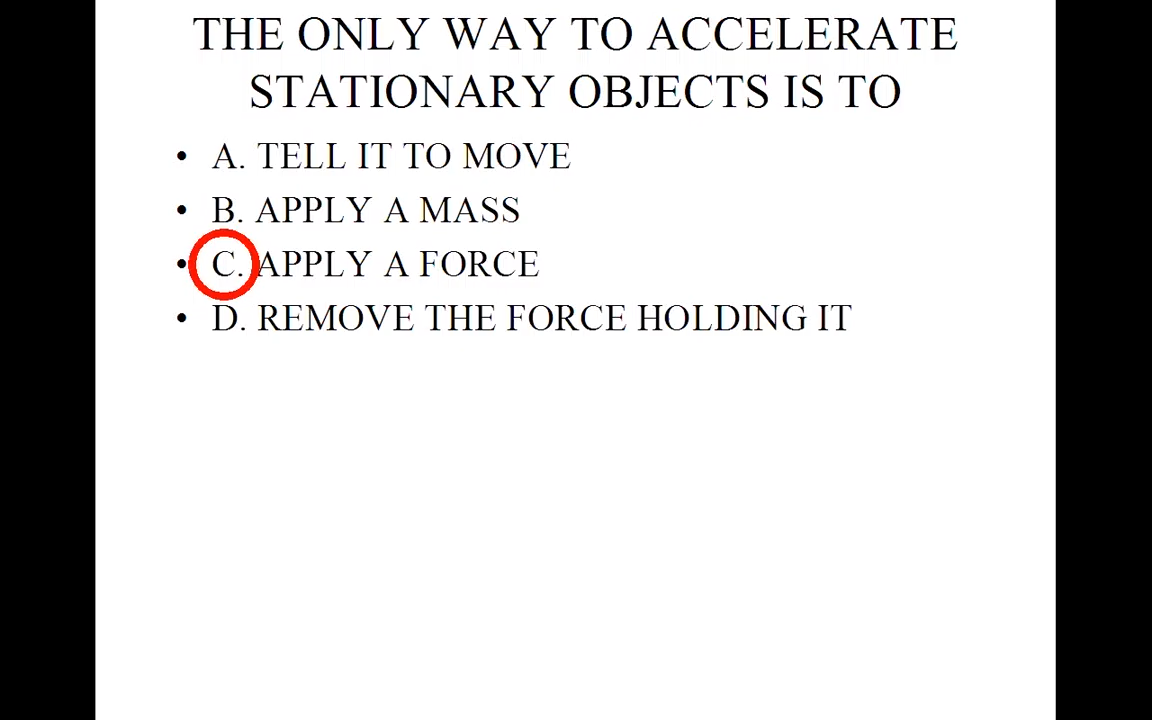 THE ONLY WAY TO ACCELERATE
STATIONARY OBJECTS IS TO
• A. TELL IT TO MOVE
• B. APPLY A MASS
• C. APPLY A FORCE
• D. REMOVE THE FORCE HOLDING IT